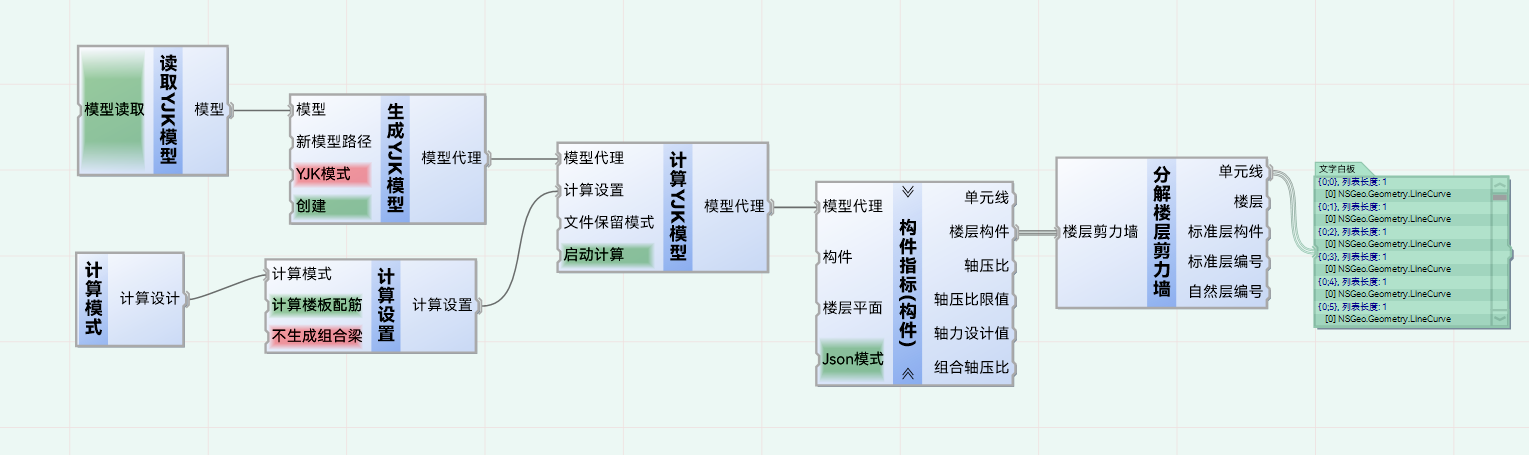 模型读取
读取YJK模型
模型
模型
新模型路径
YJK模式
创建
生成YJK模型
模型代理
计算模式
计算设计
计算模式
计算楼板配筋
不生成组合梁
计算设置
计算设置
模型代理
计算设置
文件保留模式
启动计算
计算YJK模型
模型代理
模型代理
构件
楼层平面
Json模式
构件指标(构件)
单元线
楼层构件
轴压比
轴压比限值
轴力设计值
组合轴压比
楼层剪力墙
分解楼层剪力墙
单元线
楼层
标准层构件
标准层编号
自然层编号
文字白板
{0;0}, 列表长度: 1
[0] NSGeo.Geometry.LineCurve
{0;1}, 列表长度: 1
[0] NSGeo.Geometry.LineCurve
{0;2}, 列表长度: 1
[0] NSGeo.Geometry.LineCurve
{0;3}, 列表长度: 1
[0] NSGeo.Geometry.LineCurve
{0;4}, 列表长度: 1
[0] NSGeo.Geometry.LineCurve
{0;5}, 列表长度: 1
[0] NSGeo.Geometry.LineCurve